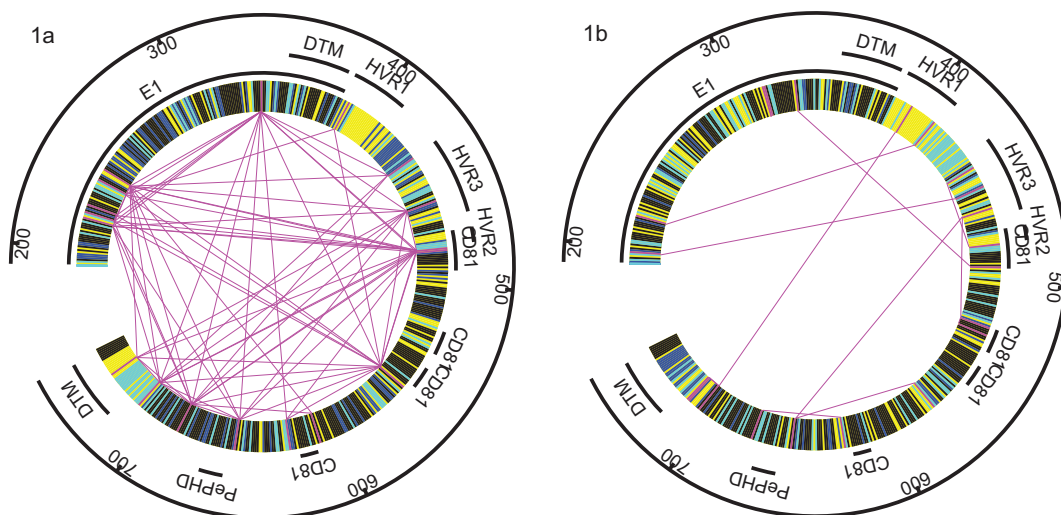 1a
200
300
400
500
600
700
E1
DTM
HVR1
HVR3
HVR2
CD81
CD81
CD81
CD81
PePHD
DTM
1b
200
300
400
500
600
700
E1
DTM
HVR1
HVR3
HVR2
CD81
CD81
CD81
CD81
PePHD
DTM